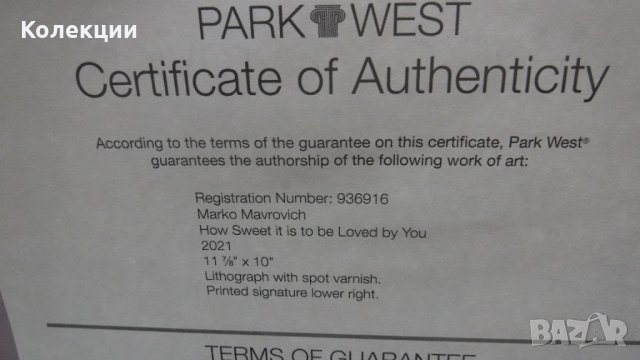 Колекции
PARK WEST
Certificate of Authenticity
According to the terms of the guarantee on this certificate, Park West®
guarantees the authorship of the following work of art:
Registration Number: 936916
Marko Mavrovich
How Sweet it is to be Loved by You
2021
11 ⅞" x 10"
Lithograph with spot varnish.
Printed signature lower right.
TERMS OF GUARANTEE
BAZAR